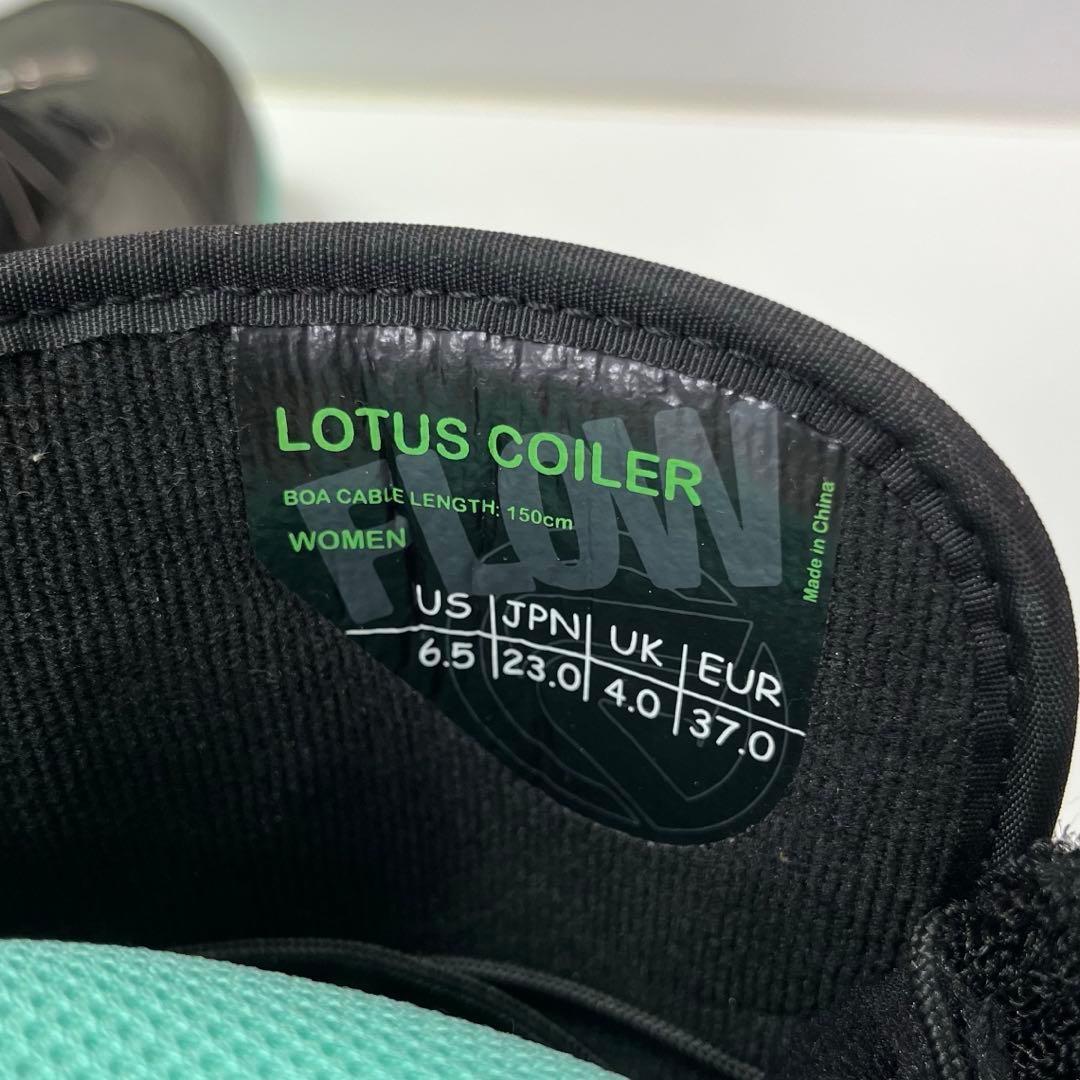 LOTUS COILER
FLOW
BOA CABLE LENGTH: 150cm
WOMEN
US | JPN | UK | EUR
6.5 | 23.0 | 4.0 | 37.0
Made in China